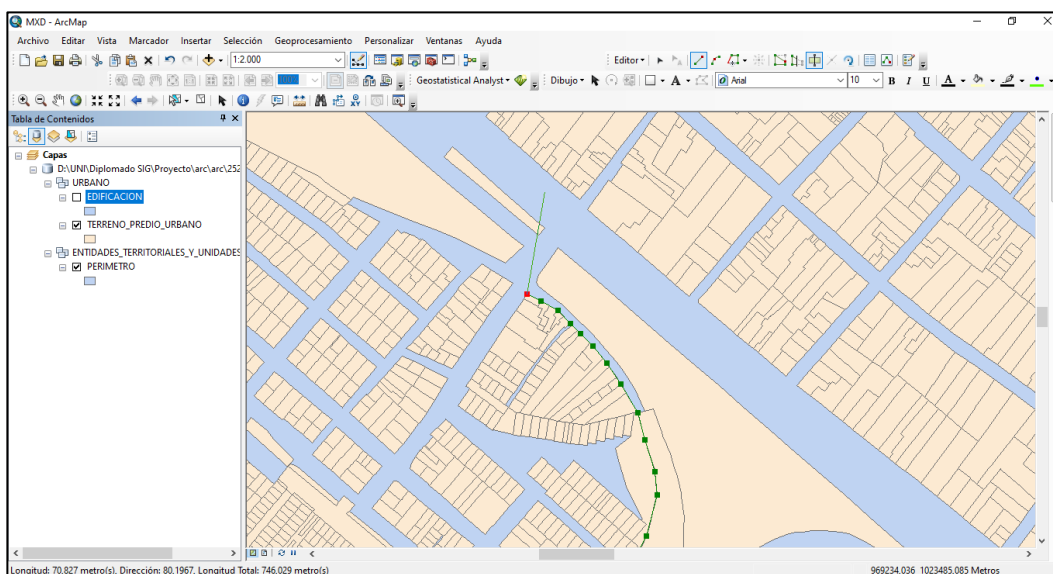 MXD - ArcMap
Archivo Editar Vista Marcador Insertar Selección Geoprocesamiento Personalizar Ventanas Ayuda
1:2.000
Editor
Geostatistical Analyst
Dibujo
A
Arial
10
B I U A
Tabla de Contenidos
Capas
D:\UNI\Diplomado SIG\Proyecto\arc\arc\252
URBANO
EDIFICACION
TERRENO_PREDIO_URBANO
ENTIDADES_TERRITORIALES_Y_UNIDADES
PERIMETRO
Longitud: 70.827 metro(s), Dirección: 80.1967, Longitud Total: 746.029 metro(s)
969234.036 1023485.085 Metros